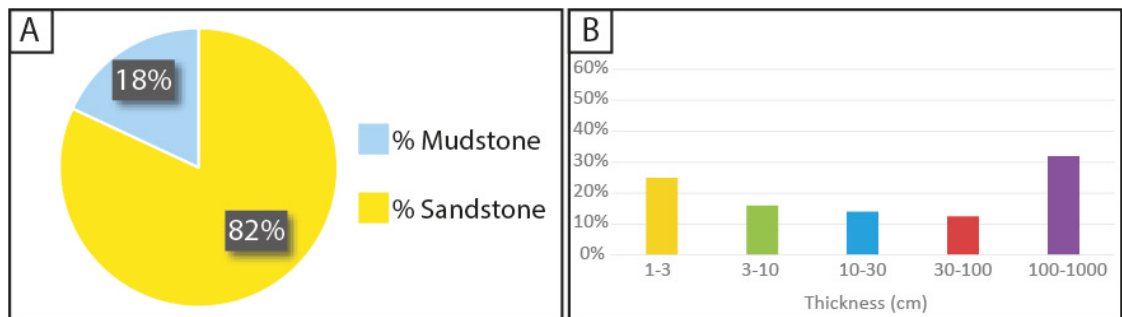 A
18%
82%
% Mudstone
% Sandstone
B
60%
50%
40%
30%
20%
10%
0%
1-3 3-10 10-30 30-100 100-1000
Thickness (cm)